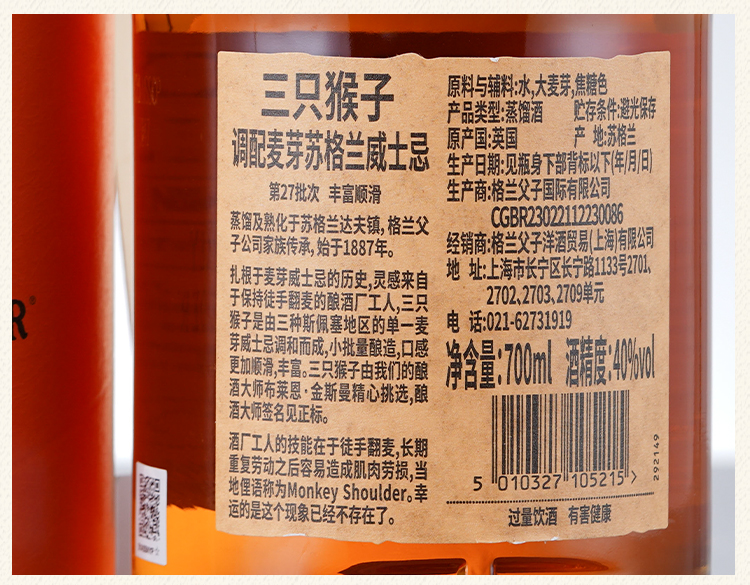 三只猴子
调配麦芽苏格兰威士忌
第27批次 丰富顺滑
蒸馏及熟化于苏格兰达夫镇,格兰父
子公司家族传承,始于1887年。
扎根于麦芽威士忌的历史,灵感来自
于保持徒手翻麦的酿酒厂工人,三只
猴子是由三种斯佩塞地区的单一麦
芽威士忌调和而成,小批量酿造,口感
更加顺滑,丰富。三只猴子由我们的酿
酒大师布莱恩·金斯曼精心挑选,酿
酒大师签名见正标。
酒厂工人的技能在于徒手翻麦,长期
重复劳动之后容易造成肌肉劳损,当
地俚语称为Monkey Shoulder。幸
运的是这个现象已经不存在了。
原料与辅料:水,大麦芽,焦糖色
产品类型:蒸馏酒 贮存条件:避光保存
原产国:英国 产 地:苏格兰
生产日期:见瓶身下部背标以下(年/月/日)
生产商:格兰父子国际有限公司
CGBR23022112230086
经销商:格兰父子洋酒贸易(上海)有限公司
地 址:上海市长宁区长宁路1133号2701、
2702、2703、2709单元
电 话:021-62731919
净含量:700ml 酒精度:40%vol
5 010327 105215 >
292149
过量饮酒 有害健康
R®